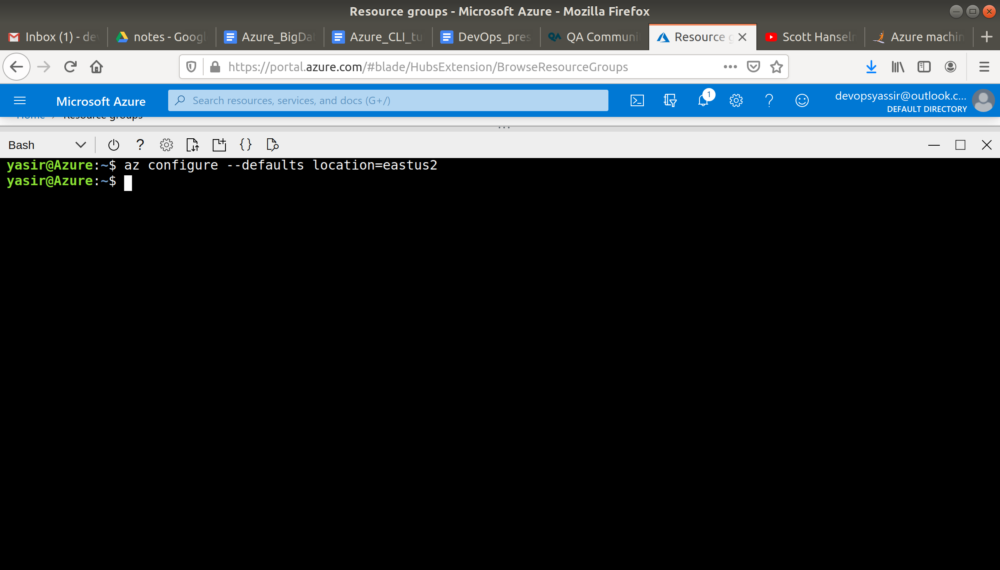 Resource groups - Microsoft Azure - Mozilla Firefox
Inbox (1) - dev
notes - Googl
Azure_BigDat
Azure_CLI_tu
DevOps_pres
QA Communi
Resource g
Scott Hanselm
Azure machin
https://portal.azure.com/#blade/HubsExtension/BrowseResourceGroups
Microsoft Azure
Search resources, services, and docs (G+/)
1
devopsyassir@outlook.c...
DEFAULT DIRECTORY
Home > Resource groups
Bash
yasir@Azure:~$ az configure --defaults location=eastus2
yasir@Azure:~$